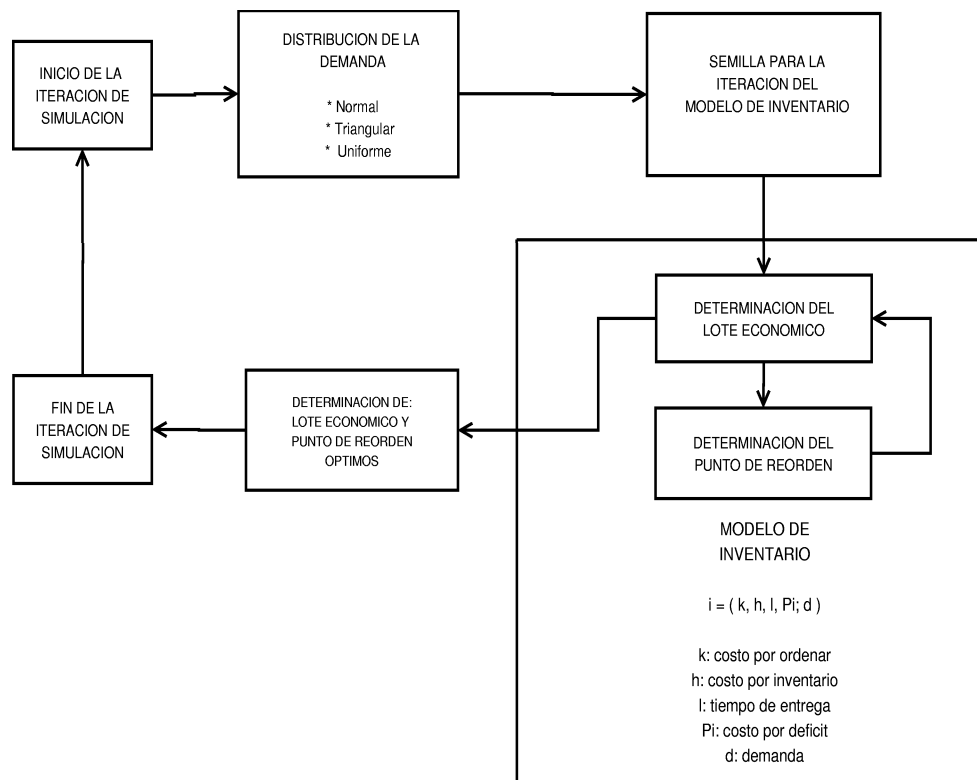 INICIO DE LA
ITERACION DE
SIMULACION
DISTRIBUCION DE LA
DEMANDA
* Normal
* Triangular
* Uniforme
SEMILLA PARA LA
ITERACION DEL
MODELO DE INVENTARIO
DETERMINACION DEL
LOTE ECONOMICO
DETERMINACION DEL
PUNTO DE REORDEN
DETERMINACION DE:
LOTE ECONOMICO Y
PUNTO DE REORDEN
OPTIMOS
FIN DE LA
ITERACION DE
SIMULACION
MODELO DE
INVENTARIO
i = ( k, h, l, Pi; d )
k: costo por ordenar
h: costo por inventario
l: tiempo de entrega
Pi: costo por deficit
d: demanda